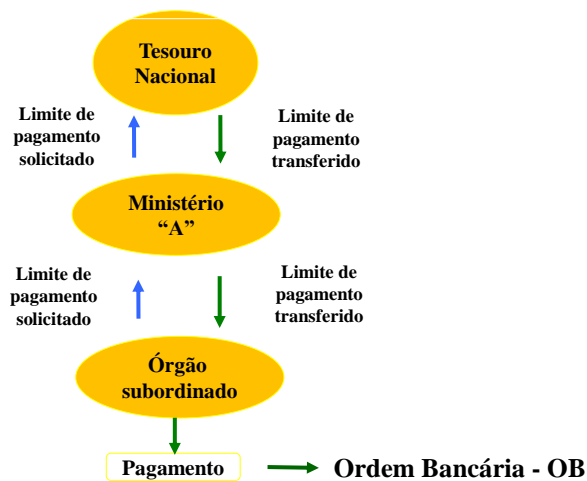 Tesouro
Nacional
Limite de
pagamento
solicitado
Limite de
pagamento
transferido
Ministério
“A”
Limite de
pagamento
solicitado
Limite de
pagamento
transferido
Órgão
subordinado
Pagamento
Ordem Bancária - OB